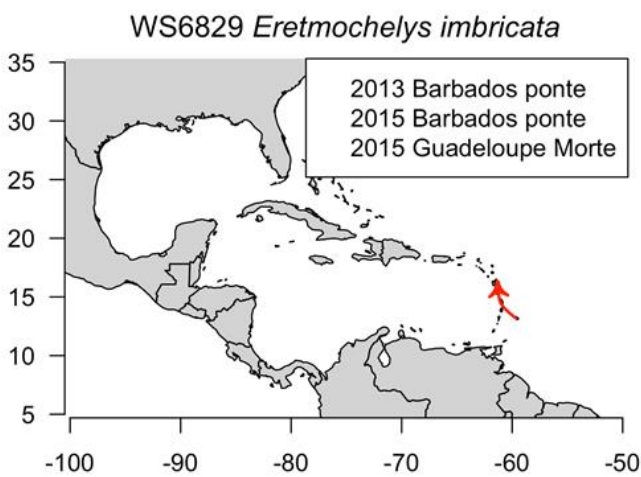 WS6829 Eretmochelys imbricata
2013 Barbados ponte
2015 Barbados ponte
2015 Guadeloupe Morte
35
30
25
20
15
10
5
-100 -90 -80 -70 -60 -50